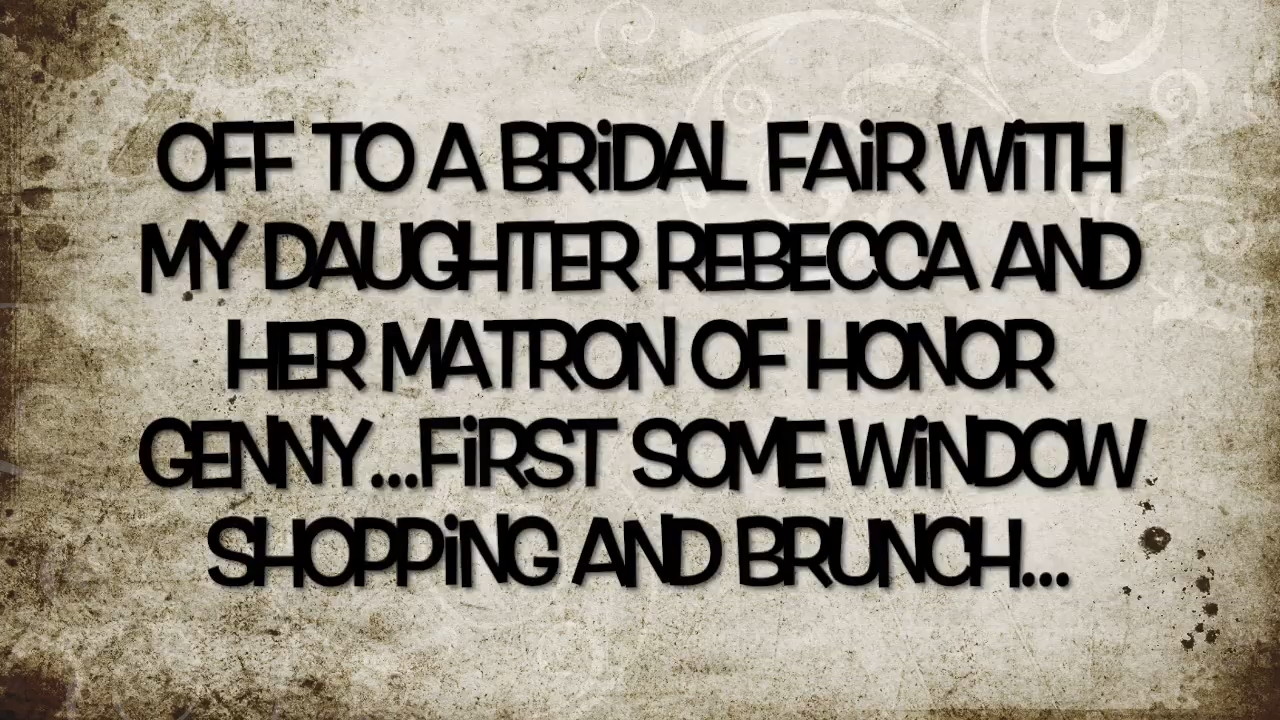 OFF TO A BRiDAL FAiR WiTH
MY DAUGHTER REBECCA AND
HER MATRON OF HONOR
GENNY...FiRST SOME WiNDOW
SHOPPiNG AND BRUNCH...